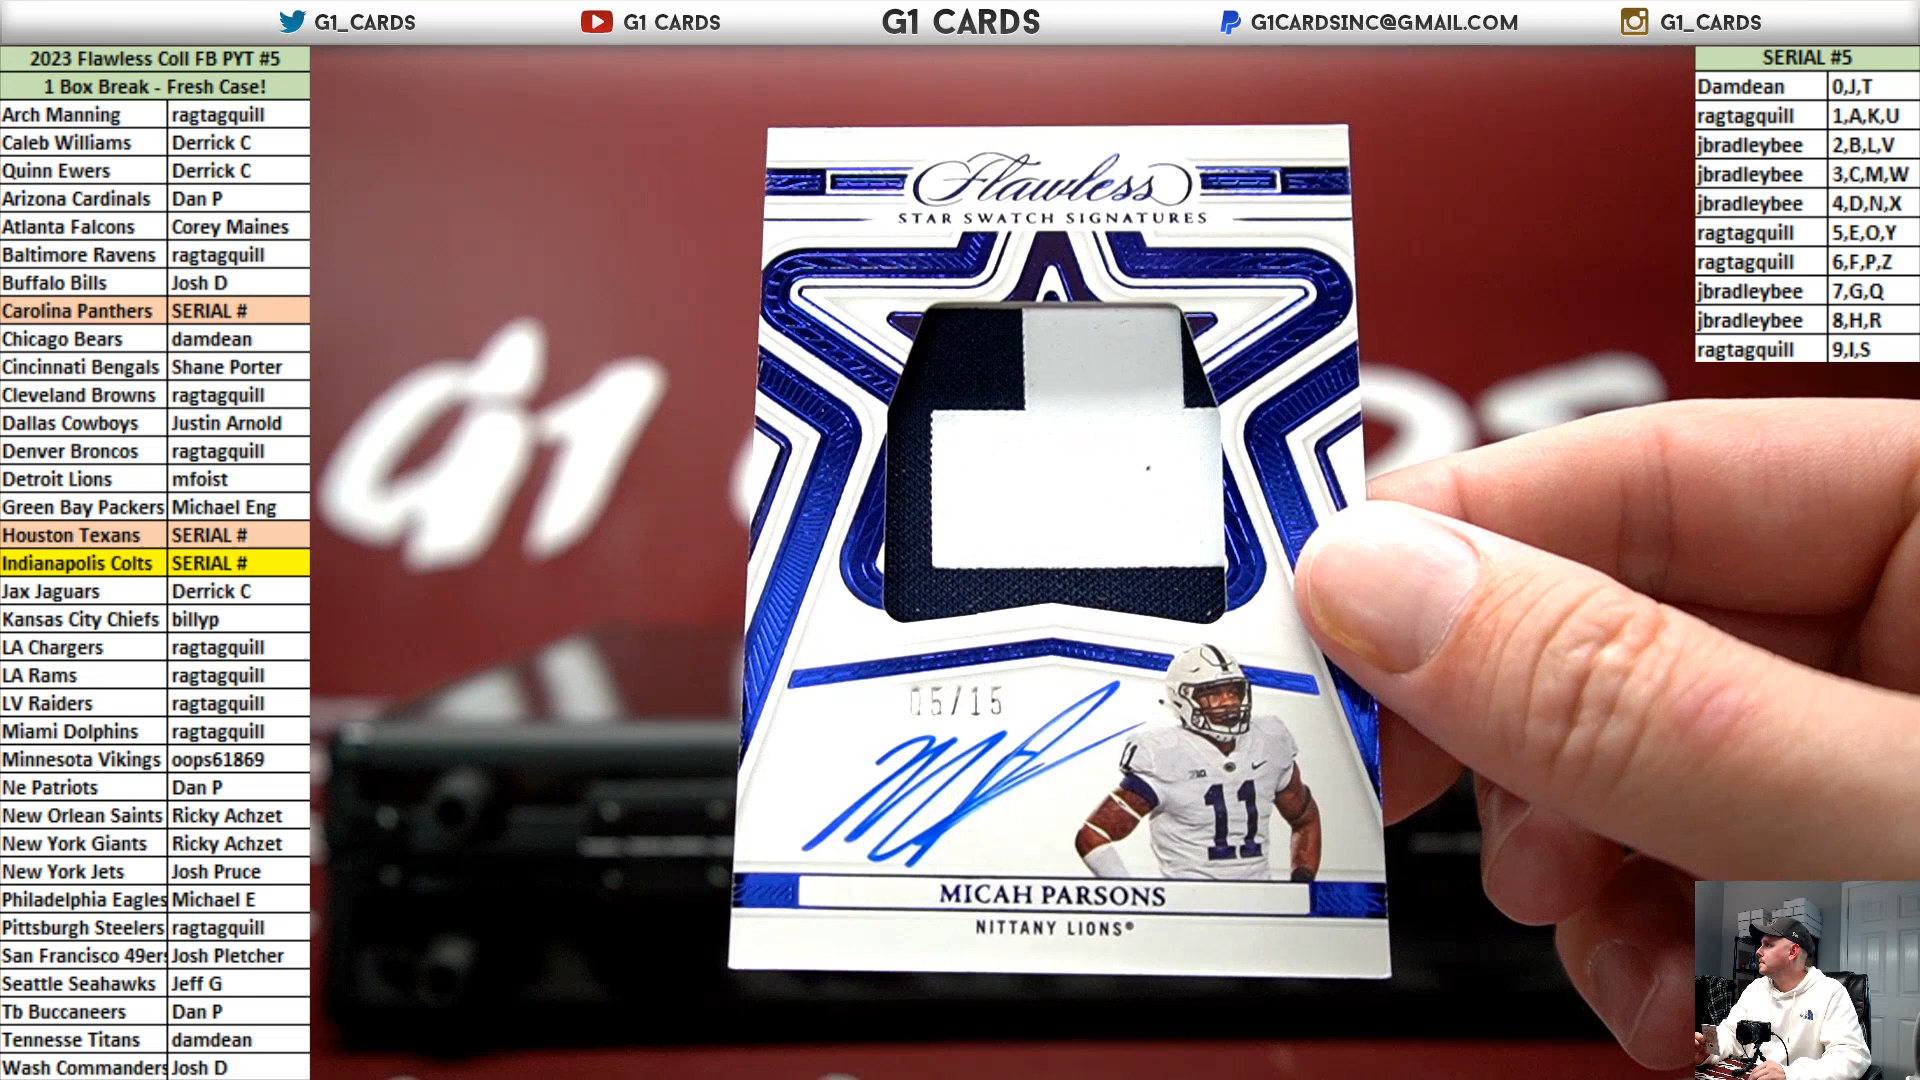 G1_CARDS G1 CARDS G1 CARDS G1CARDSINC@GMAIL.COM G1_CARDS
2023 Flawless Coll FB PYT #5
1 Box Break - Fresh Case!
Arch Manning ragtagquill
Caleb Williams Derrick C
Quinn Ewers Derrick C
Arizona Cardinals Dan P
Atlanta Falcons Corey Maines
Baltimore Ravens ragtagquill
Buffalo Bills Josh D
Carolina Panthers SERIAL #
Chicago Bears damdean
Cincinnati Bengals Shane Porter
Cleveland Browns ragtagquill
Dallas Cowboys Justin Arnold
Denver Broncos ragtagquill
Detroit Lions mfoist
Green Bay Packers Michael Eng
Houston Texans SERIAL #
Indianapolis Colts SERIAL #
Jax Jaguars Derrick C
Kansas City Chiefs billyp
LA Chargers ragtagquill
LA Rams ragtagquill
LV Raiders ragtagquill
Miami Dolphins ragtagquill
Minnesota Vikings oops61869
Ne Patriots Dan P
New Orlean Saints Ricky Achzet
New York Giants Ricky Achzet
New York Jets Josh Pruce
Philadelphia Eagles Michael E
Pittsburgh Steelers ragtagquill
San Francisco 49ers Josh Pletcher
Seattle Seahawks Jeff G
Tb Buccaneers Dan P
Tennesse Titans damdean
Wash Commanders Josh D
Flawless
STAR SWATCH SIGNATURES
05/15
11
11
MICAH PARSONS
NITTANY LIONS®
G1
SERIAL #5
Damdean 0,J,T
ragtagquill 1,A,K,U
jbradleybee 2,B,L,V
jbradleybee 3,C,M,W
jbradleybee 4,D,N,X
ragtagquill 5,E,O,Y
ragtagquill 6,F,P,Z
jbradleybee 7,G,Q
jbradleybee 8,H,R
ragtagquill 9,I,S